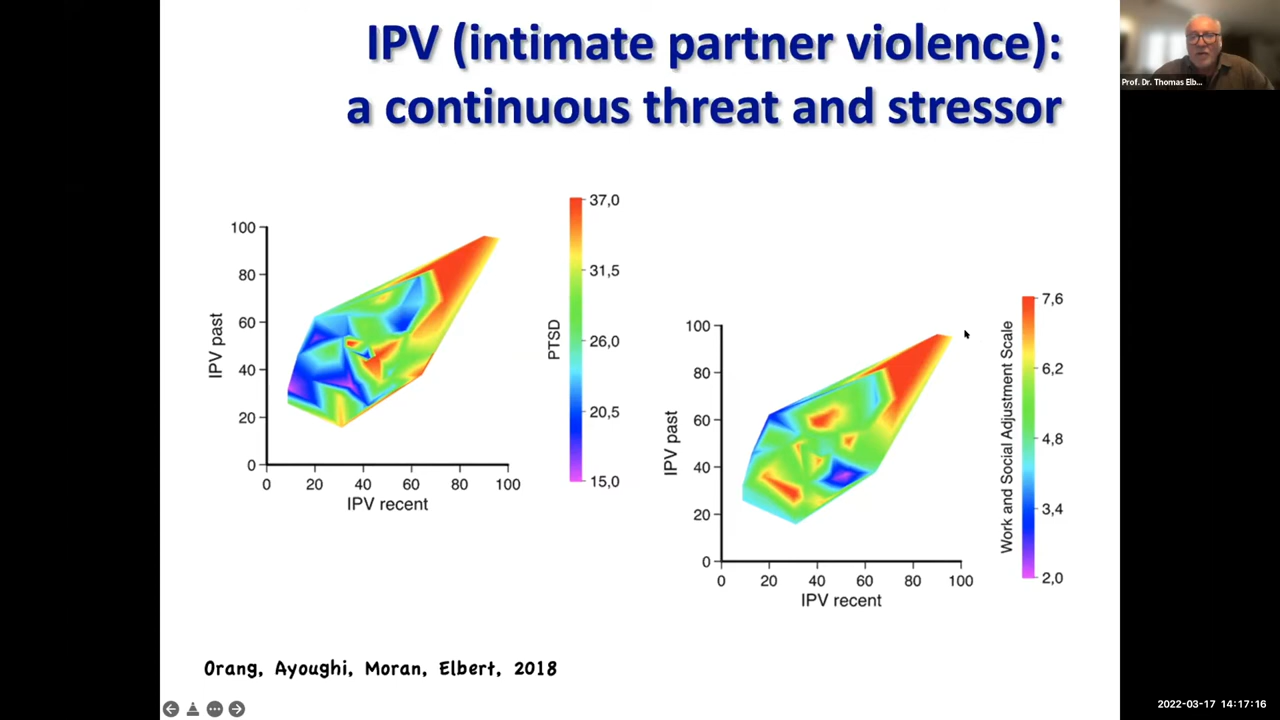 IPV (intimate partner violence):
a continuous threat and stressor
Prof. Dr. Thomas Elb...
100
80
60
40
20
0
IPV past
0 20 40 60 80 100
IPV recent
37,0
31,5
26,0
20,5
15,0
PTSD
100
80
60
40
20
0
IPV past
0 20 40 60 80 100
IPV recent
Work and Social Adjustment Scale
7,6
6,2
4,8
3,4
2,0
Orang, Ayoughi, Moran, Elbert, 2018
2022-03-17 14:17:16